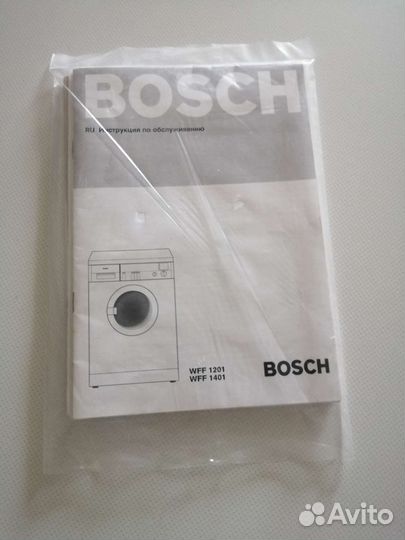 BOSCH
RU Инструкция по обслуживанию
WFF 1201
WFF 1401
BOSCH
Avito